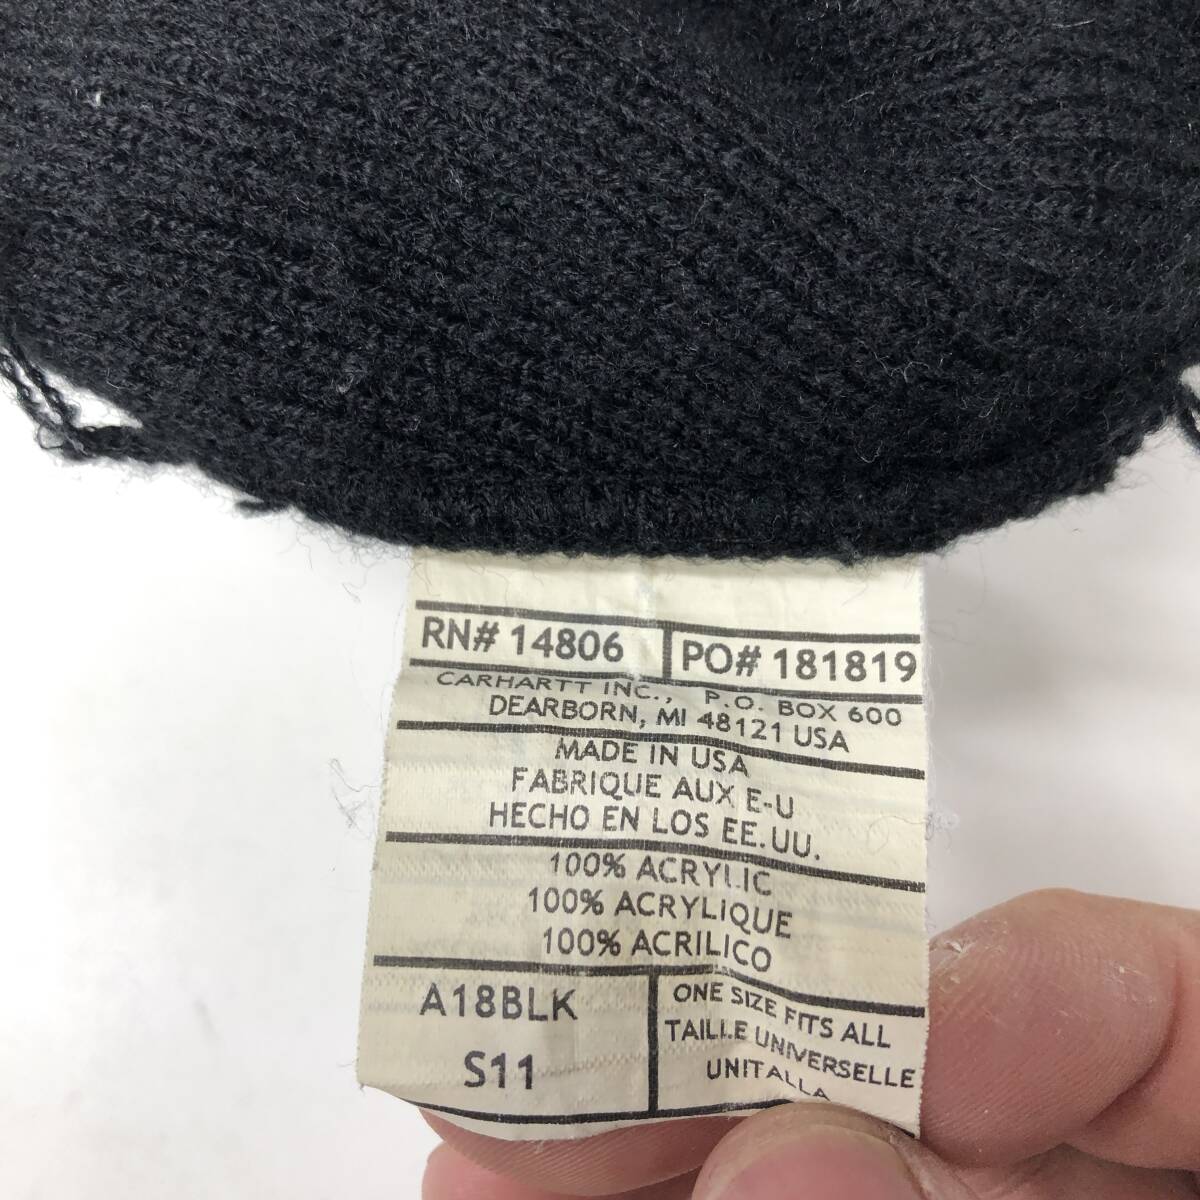 RN# 14806
PO# 181819
CARHARTT INC., P.O. BOX 600
DEARBORN, MI 48121 USA
MADE IN USA
FABRIQUE AUX E-U
HECHO EN LOS EE.UU.
100% ACRYLIC
100% ACRYLIQUE
100% ACRILICO
A18BLK
S11
ONE SIZE FITS ALL
TAILLE UNIVERSELLE
UNITALLA